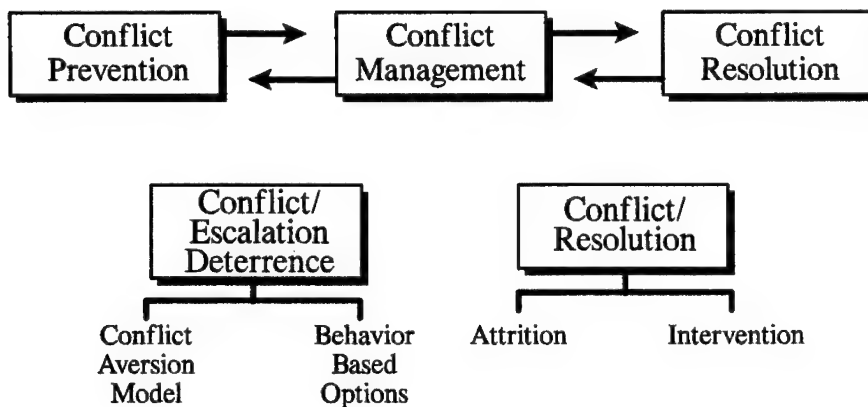 Conflict
Prevention
Conflict
Management
Conflict
Resolution
Conflict/
Escalation
Deterrence
Conflict/
Resolution
Conflict
Aversion
Model
Behavior
Based
Options
Attrition
Intervention